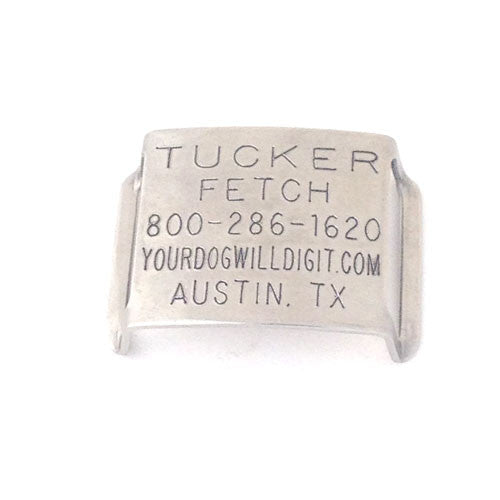 TUCKER
FETCH
800-286-1620
YOURDOGWILLDIGIT.COM
AUSTIN, TX